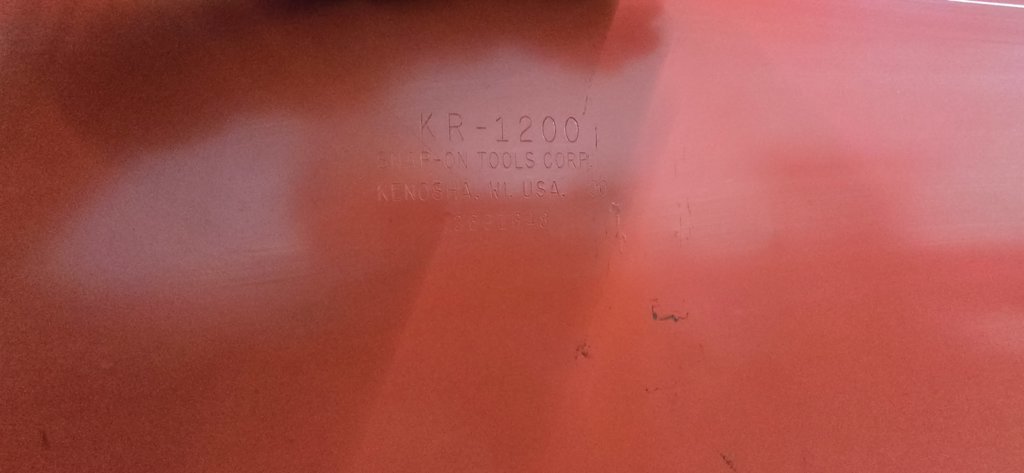 KR-1200
SNAP-ON TOOLS CORP.
KENOSHA, WI. USA.